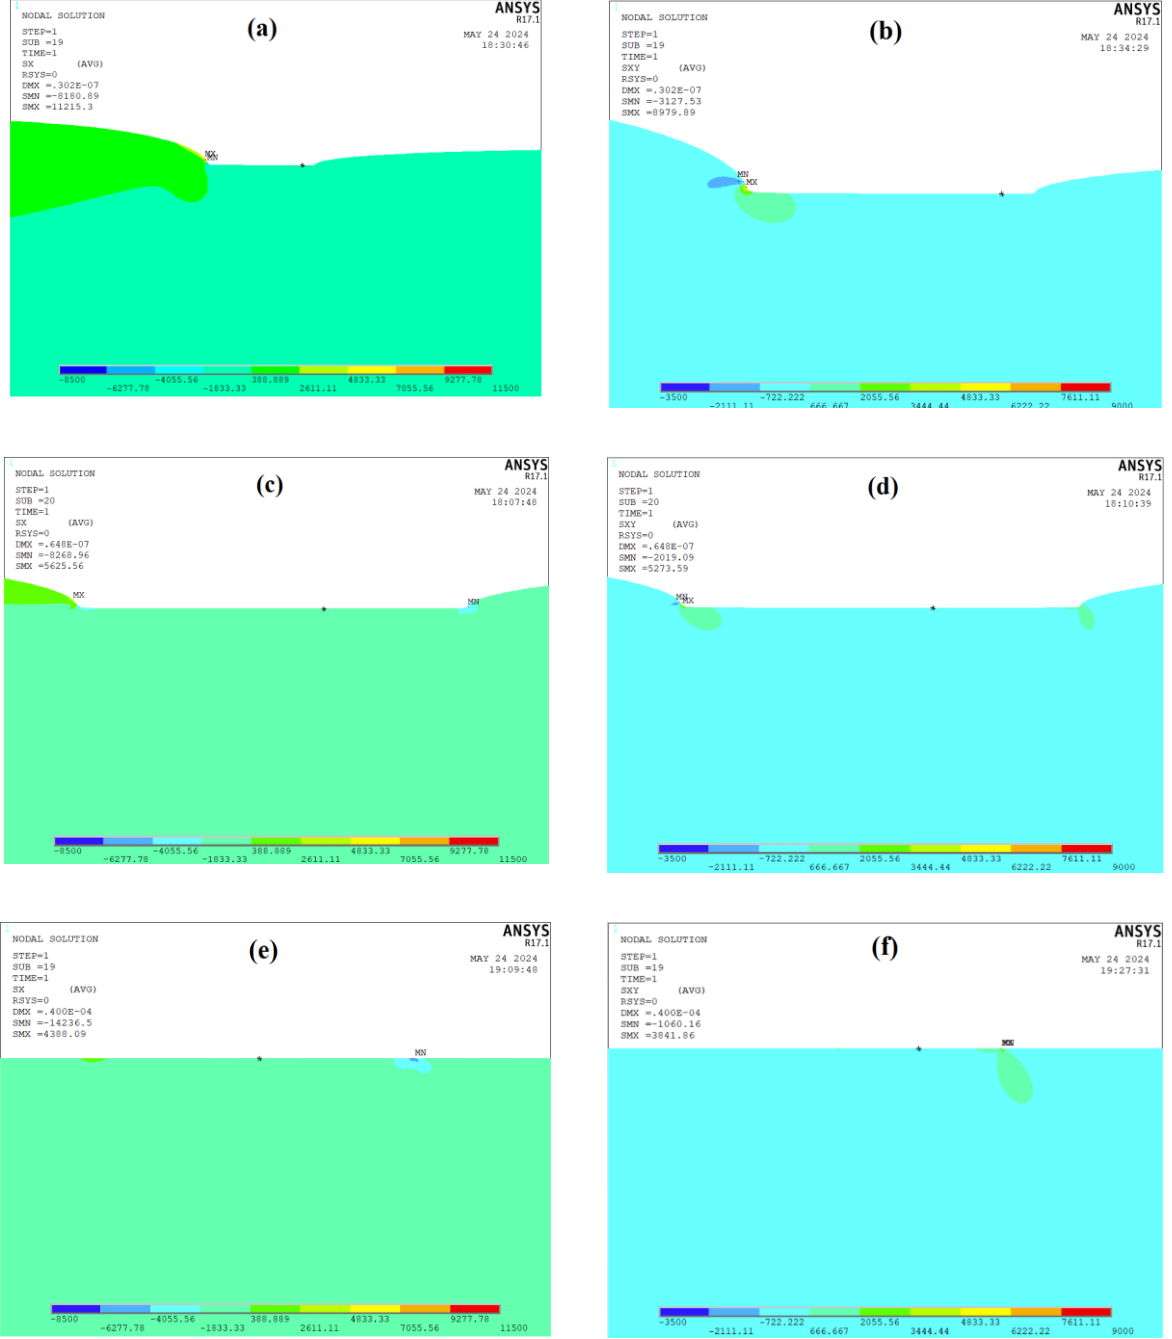 1
NODAL SOLUTION
STEP=1
SUB =19
TIME=1
SX (AVG)
RSYS=0
DMX =.302E-07
SMN =-8180.89
SMX =11215.3
(a)
ANSYS
R17.1
MAY 24 2024
18:30:46
MX
MN
-8500 -4055.56 388.889 4833.33 9277.78
-6277.78 -1833.33 2611.11 7055.56 11500
1
NODAL SOLUTION
STEP=1
SUB =19
TIME=1
SXY (AVG)
RSYS=0
DMX =.302E-07
SMN =-3127.53
SMX =8979.89
(b)
ANSYS
R17.1
MAY 24 2024
18:34:29
MN
MX
-3500 -722.222 2055.56 4833.33 7611.11
-2111.11 666.667 3444.44 6222.22 9000
1
NODAL SOLUTION
STEP=1
SUB =20
TIME=1
SX (AVG)
RSYS=0
DMX =.648E-07
SMN =-8268.96
SMX =5625.56
(c)
ANSYS
R17.1
MAY 24 2024
18:07:48
MX
MN
-8500 -4055.56 388.889 4833.33 9277.78
-6277.78 -1833.33 2611.11 7055.56 11500
1
NODAL SOLUTION
STEP=1
SUB =20
TIME=1
SXY (AVG)
RSYS=0
DMX =.648E-07
SMN =-2019.09
SMX =5273.59
(d)
ANSYS
R17.1
MAY 24 2024
18:10:39
MN
MX
-3500 -722.222 2055.56 4833.33 7611.11
-2111.11 666.667 3444.44 6222.22 9000
1
NODAL SOLUTION
STEP=1
SUB =19
TIME=1
SX (AVG)
RSYS=0
DMX =.400E-04
SMN =-14236.5
SMX =4388.09
(e)
ANSYS
R17.1
MAY 24 2024
19:09:48
MN
-8500 -4055.56 388.889 4833.33 9277.78
-6277.78 -1833.33 2611.11 7055.56 11500
1
NODAL SOLUTION
STEP=1
SUB =19
TIME=1
SXY (AVG)
RSYS=0
DMX =.400E-04
SMN =-1060.16
SMX =3841.86
(f)
ANSYS
R17.1
MAY 24 2024
19:27:31
-3500 -722.222 2055.56 4833.33 7611.11
-2111.11 666.667 3444.44 6222.22 9000